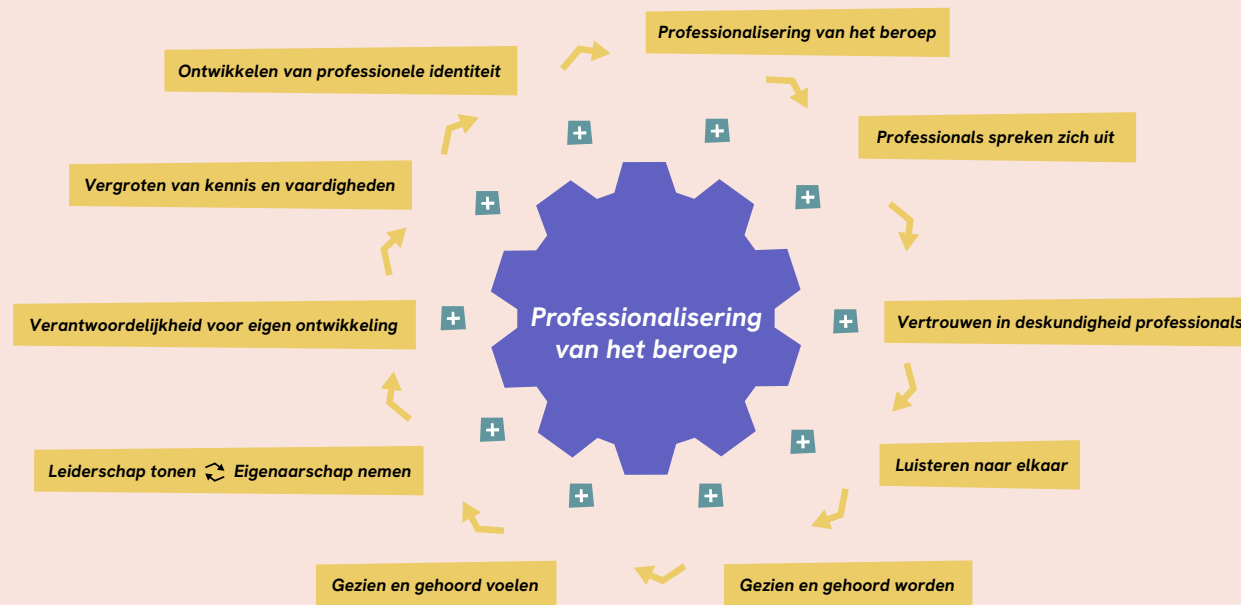 Professionalisering van het beroep
Ontwikkelen van professionele identiteit
Professionals spreken zich uit
Vergroten van kennis en vaardigheden
Verantwoordelijkheid voor eigen ontwikkeling
Professionalisering
van het beroep
Vertrouwen in deskundigheid professionals
Leiderschap tonen Eigenaarschap nemen
Luisteren naar elkaar
Gezien en gehoord voelen
Gezien en gehoord worden